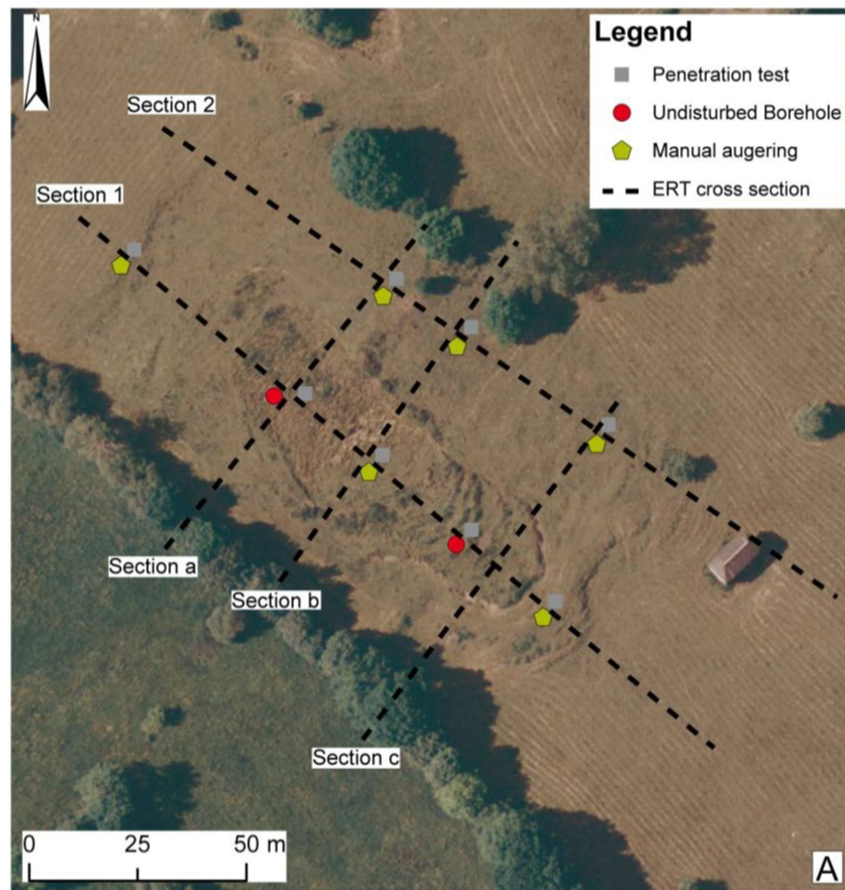 N
Legend
Penetration test
Undisturbed Borehole
Manual augering
ERT cross section
Section 2
Section 1
Section a
Section b
Section c
0 25 50 m
A